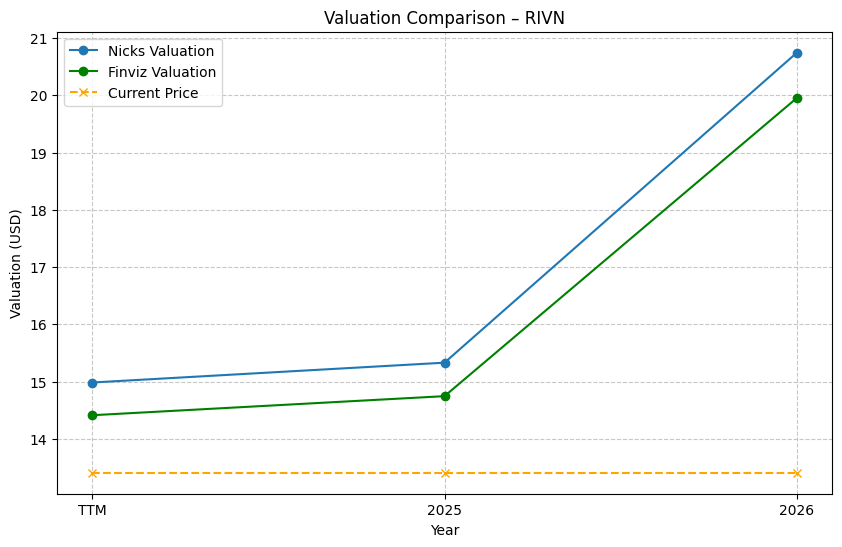 Valuation Comparison – RIVN
Nicks Valuation
Finviz Valuation
Current Price
Valuation (USD)
21
20
19
18
17
16
15
14
TTM
2025
2026
Year